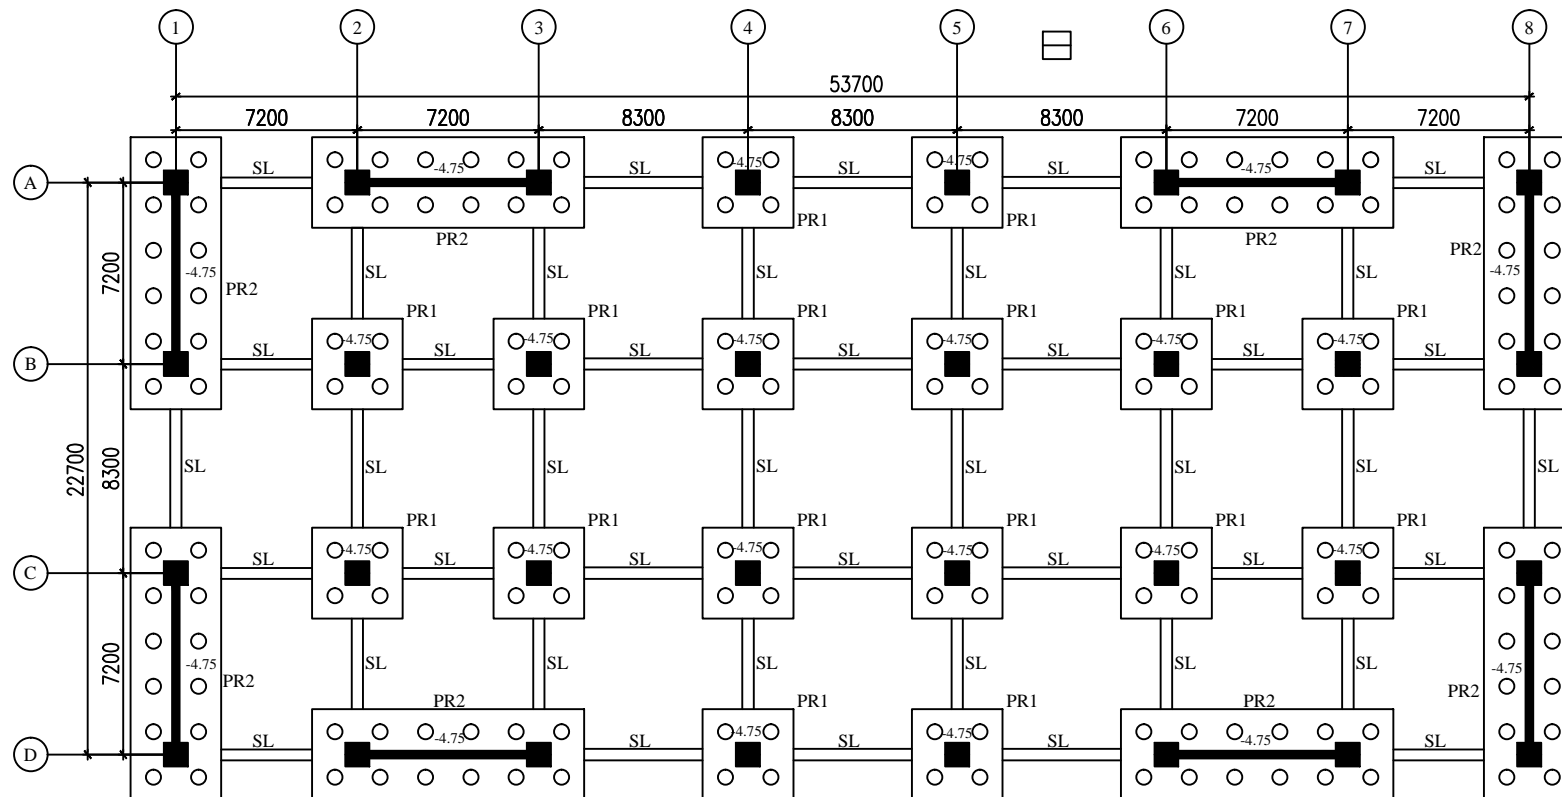 1 2 3 4 5 6 7 8
53700
7200 7200 8300 8300 8300 7200 7200
A SL -4.75 SL -4.75 SL -4.75 SL -4.75 SL
PR1 PR1
PR2 PR2
7200 -4.75 PR2 SL SL SL SL SL SL PR2 -4.75
PR1 PR1 PR1 PR1 PR1 PR1
-4.75 -4.75 -4.75 -4.75 -4.75 -4.75
B SL SL SL SL SL SL SL
22700 8300 SL SL SL SL SL SL SL SL
PR1 PR1 PR1 PR1 PR1 PR1
-4.75 -4.75 -4.75 -4.75 -4.75 -4.75
C SL SL SL SL SL SL SL
7200 -4.75 PR2 SL SL SL SL SL SL PR2 -4.75
PR2 PR1 PR1 PR2
D SL -4.75 SL -4.75 SL -4.75 SL -4.75 SL